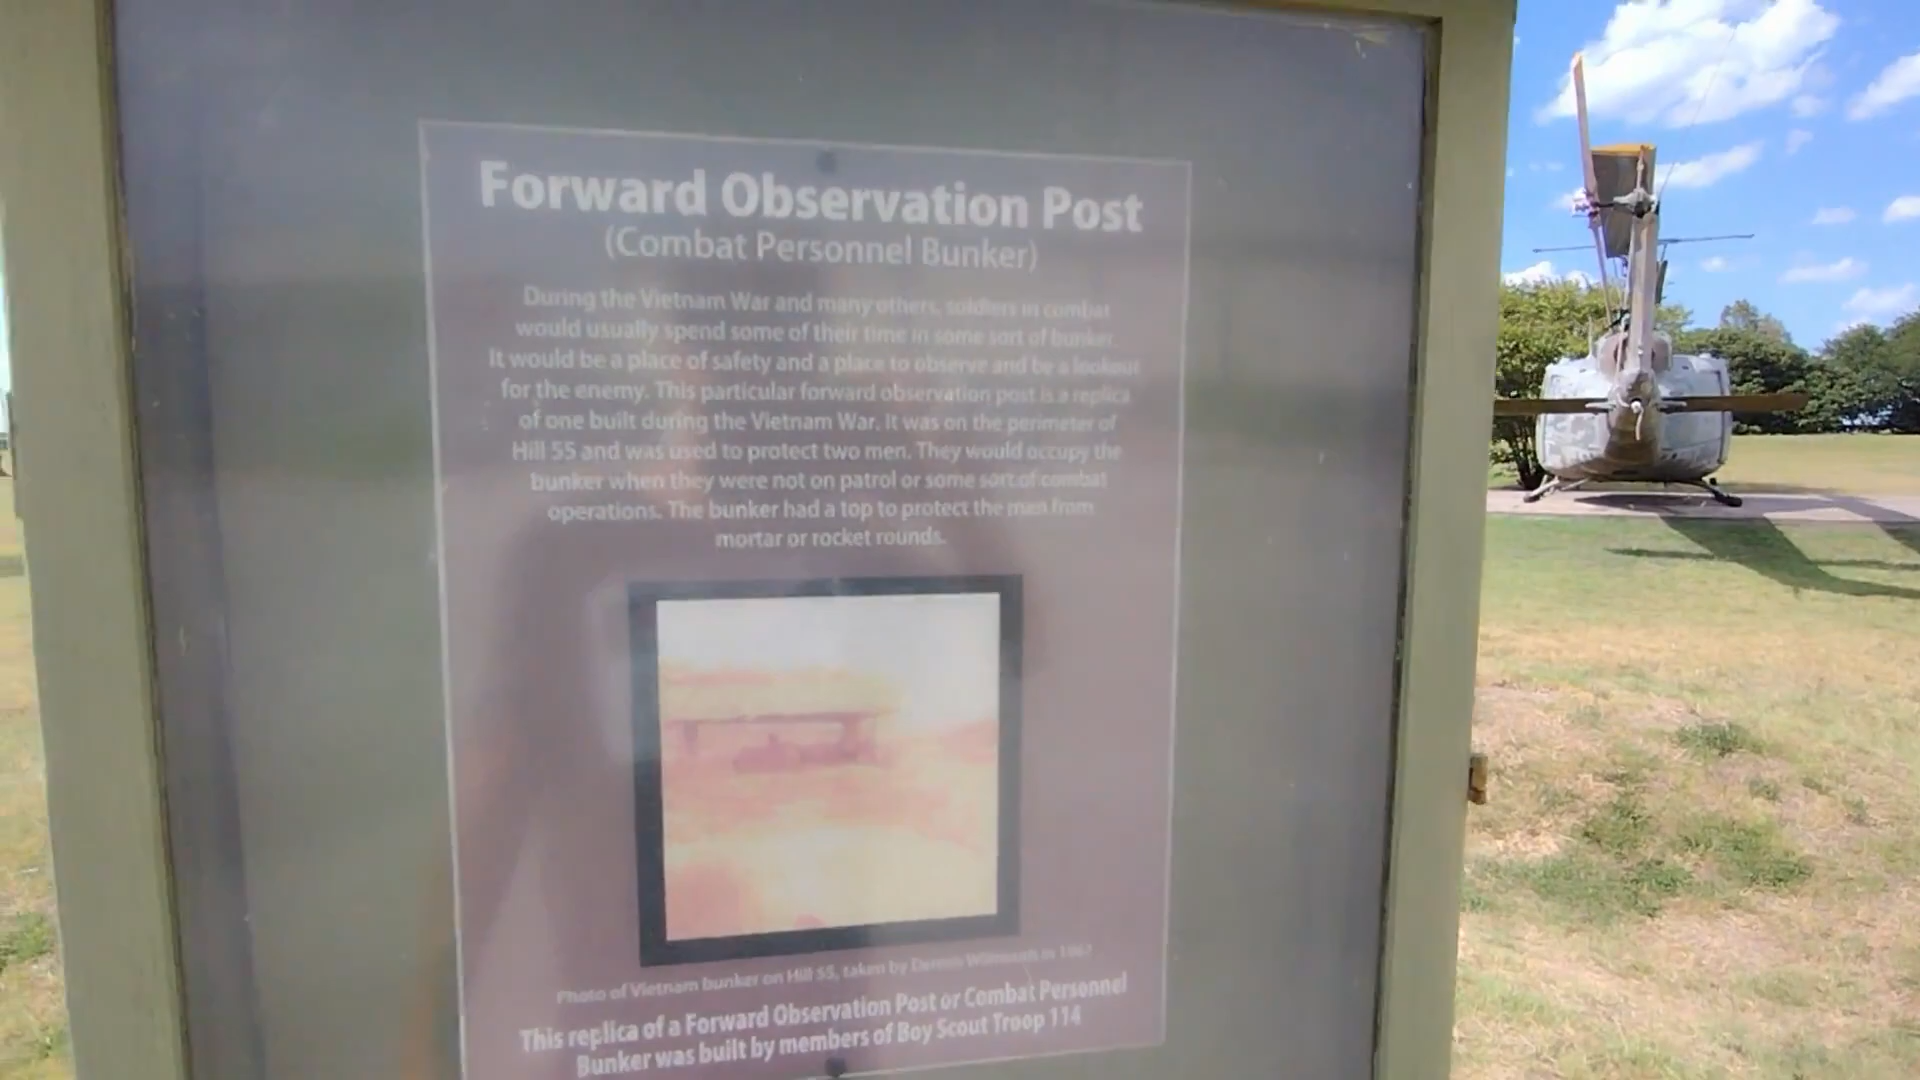 Forward Observation Post
(Combat Personnel Bunker)
During the Vietnam War and many others, soldiers in combat
would usually spend some of their time in some sort of bunker.
It would be a place of safety and a place to observe and be a lookout
for the enemy. This particular forward observation post is a replica
of one built during the Vietnam War. It was on the perimeter of
Hill 55 and was used to protect two men. They would occupy the
bunker when they were not on patrol or some sort of combat
operations. The bunker had a top to protect the men from
mortar or rocket rounds.
Photo of Vietnam bunker on Hill 55, taken by Dennis in
This replica of a Forward Observation Post or Combat Personnel
Bunker was built by members of Boy Scout Troop 114